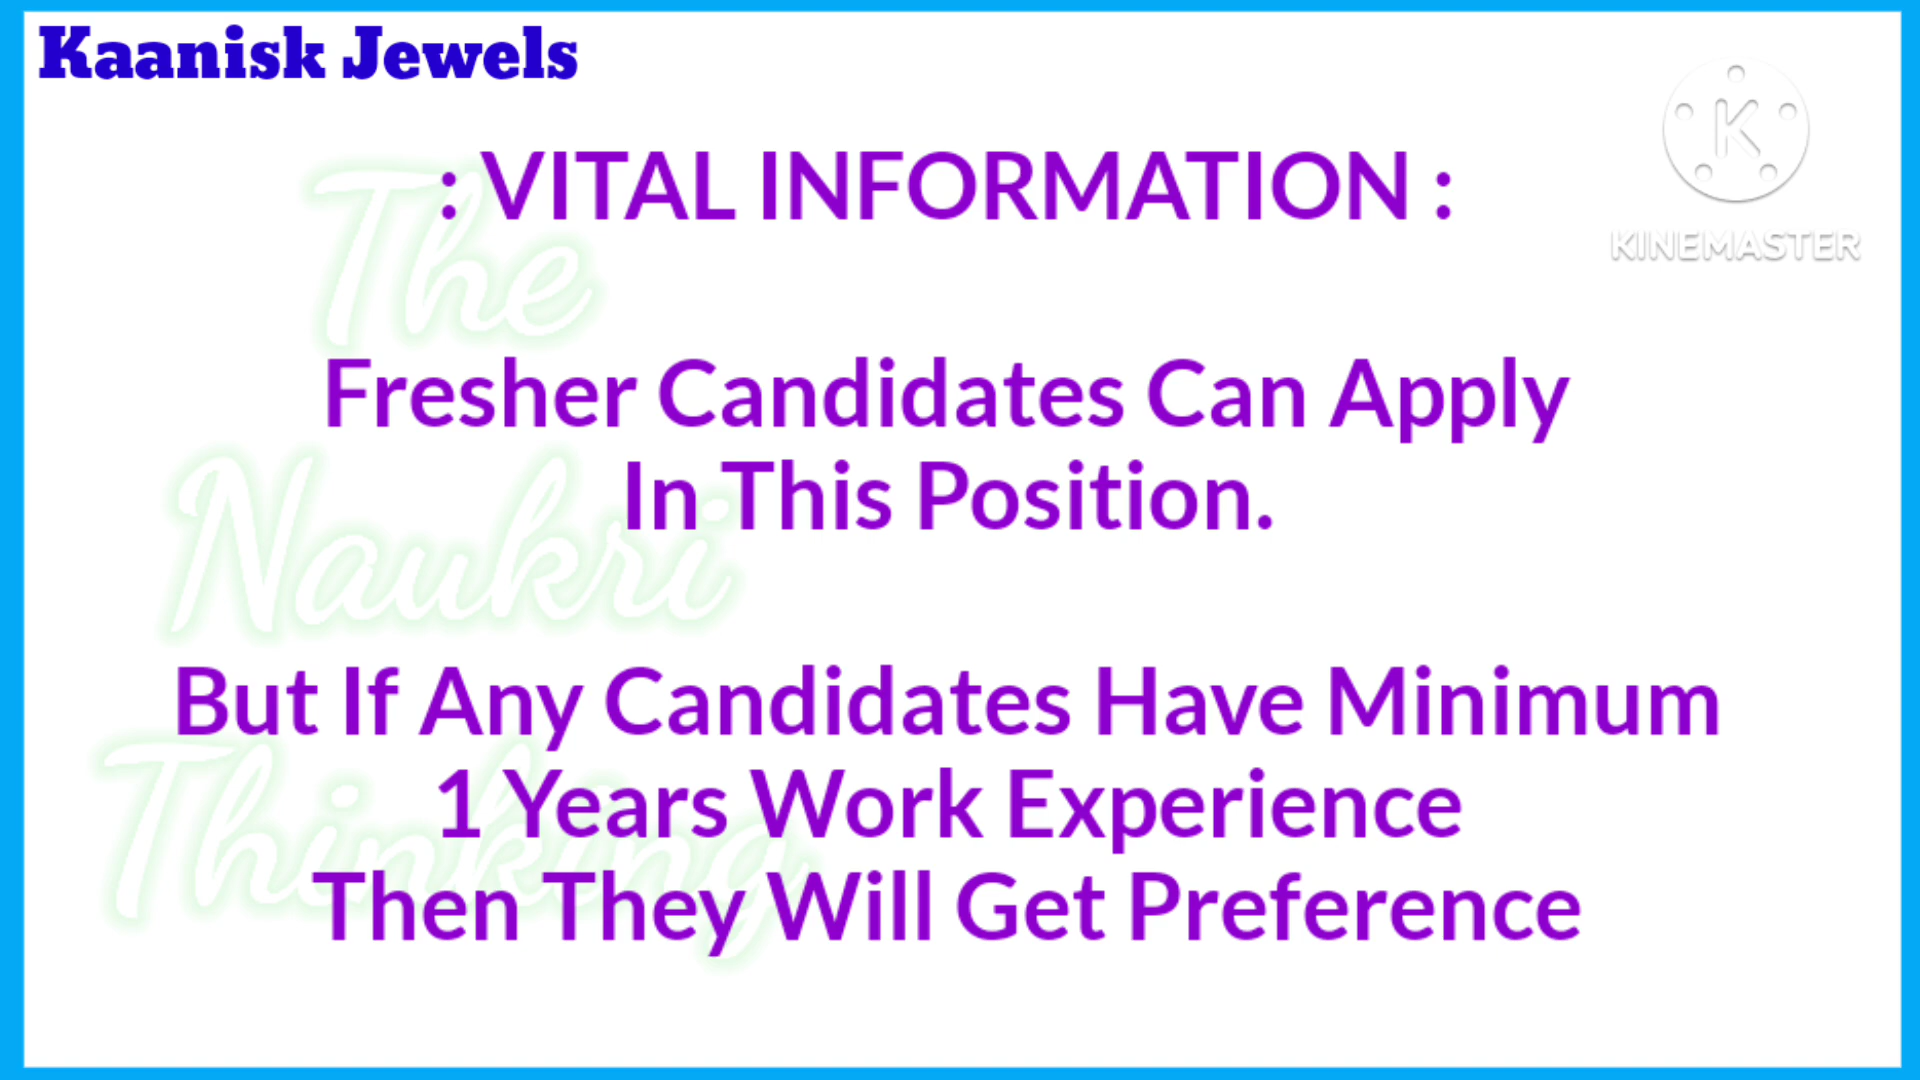 Kaanisk Jewels
: VITAL INFORMATION :
KINEMASTER
The
Fresher Candidates Can Apply
In This Position.
Naukri
But If Any Candidates Have Minimum
1 Years Work Experience
Thinking
Then They Will Get Preference